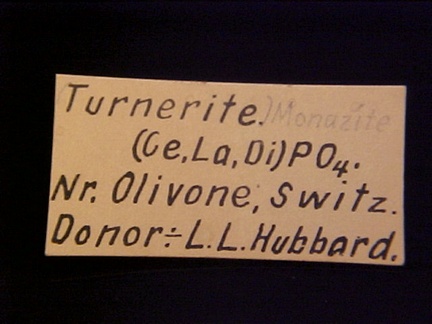 Turnerite.) Monazite
(Ce,La,Di)PO₄.
Nr. Olivone, Switz.
Donor:- L.L. Hubbard.